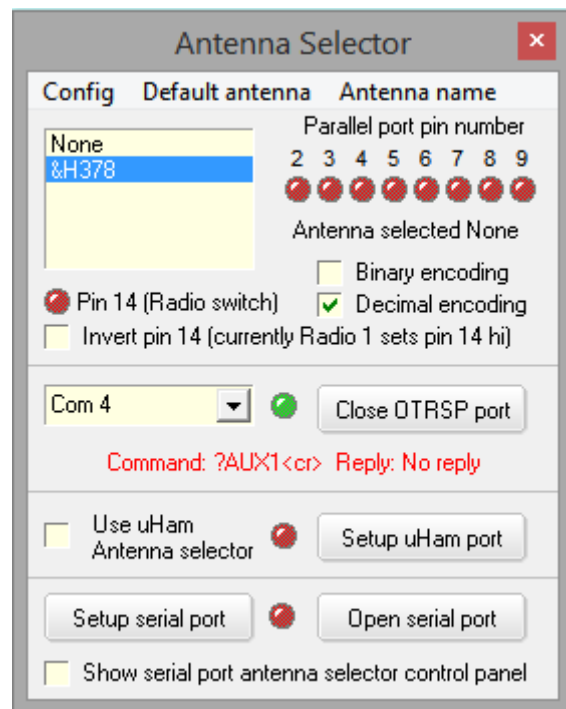 Antenna Selector
Config Default antenna Antenna name
None
&H378
Parallel port pin number
2 3 4 5 6 7 8 9
Antenna selected None
Binary encoding
Pin 14 (Radio switch)
Decimal encoding
Invert pin 14 (currently Radio 1 sets pin 14 hi)
Com 4
Close OTRSP port
Command: ?AUX1<cr> Reply: No reply
Use uHam
Antenna selector
Setup uHam port
Setup serial port
Open serial port
Show serial port antenna selector control panel